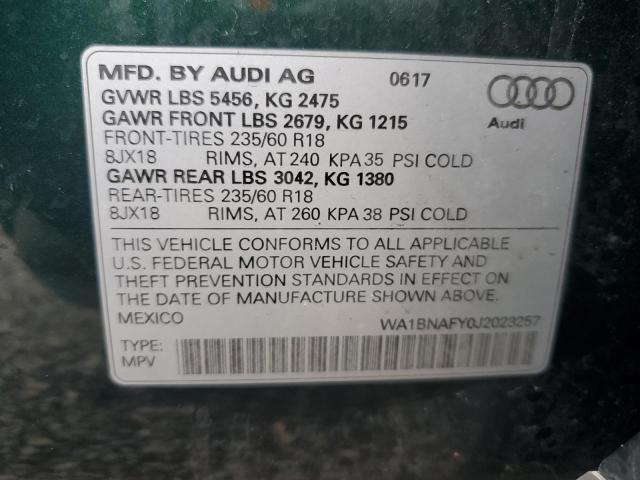 MFD. BY AUDI AG 0617
GVWR LBS 5456, KG 2475
GAWR FRONT LBS 2679, KG 1215
Audi
FRONT-TIRES 235/60 R18
8JX18 RIMS, AT 240 KPA 35 PSI COLD
GAWR REAR LBS 3042, KG 1380
REAR-TIRES 235/60 R18
8JX18 RIMS, AT 260 KPA 38 PSI COLD
THIS VEHICLE CONFORMS TO ALL APPLICABLE
U.S. FEDERAL MOTOR VEHICLE SAFETY AND
THEFT PREVENTION STANDARDS IN EFFECT ON
THE DATE OF MANUFACTURE SHOWN ABOVE.
MEXICO WA1BNAFY0J2023257
TYPE:
MPV